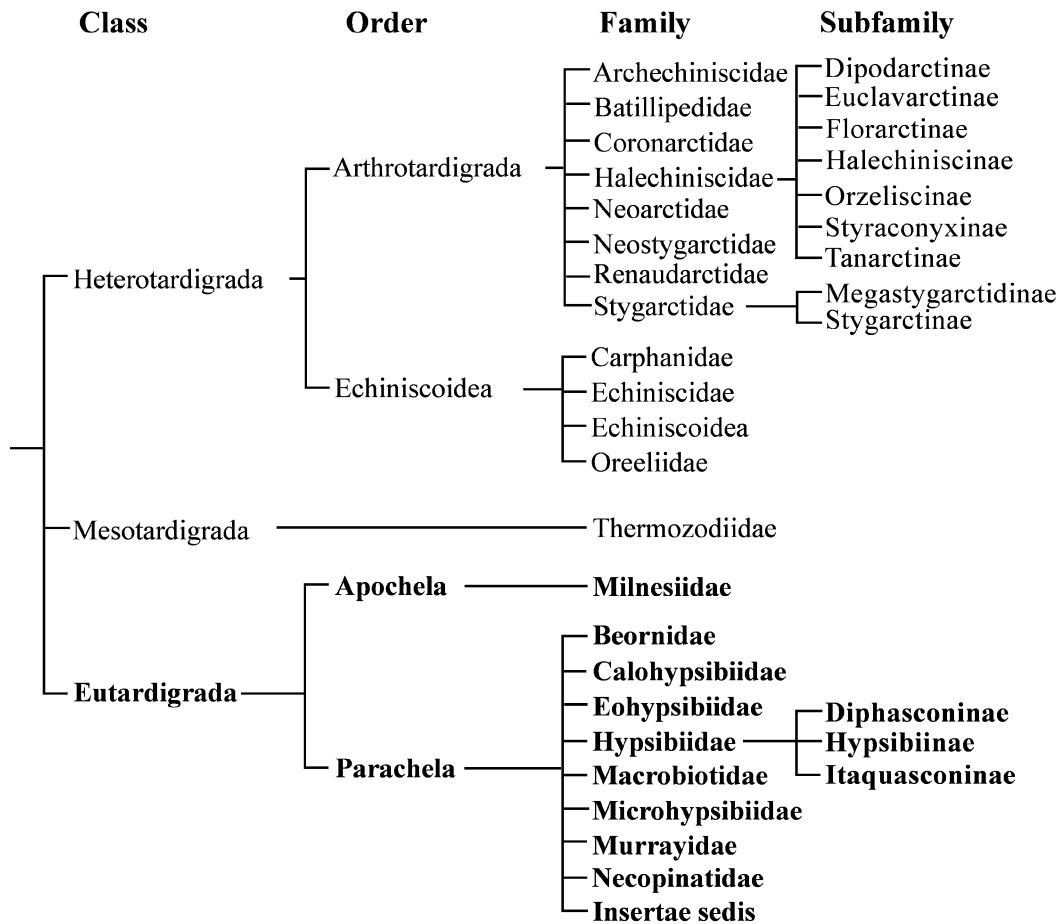 Class Order Family Subfamily
Archechiniscidae
Batillipedidae
Coronarctidae
Arthrotardigrada Halechiniscidae
Neoarctidae
Neostygarctidae
Renaudarctidae
Stygarctidae
Dipodarctinae
Euclavarctinae
Florarctinae
Halechiniscinae
Orzeliscinae
Styraconyxinae
Tanarctinae
Megastygarctidinae
Stygarctinae
Heterotardigrada
Echiniscoidea
Carphanidae
Echiniscidae
Echiniscoidea
Oreeliidae
Mesotardigrada Thermozodiidae
Apochela Milnesiidae
Eutardigrada
Parachela
Beornidae
Calohypsibiidae
Eohypsibiidae
Hypsibiidae
Macrobiotidae
Microhypsibiidae
Murrayidae
Necopinatidae
Insertae sedis
Diphasconinae
Hypsibiinae
Itaquasconinae